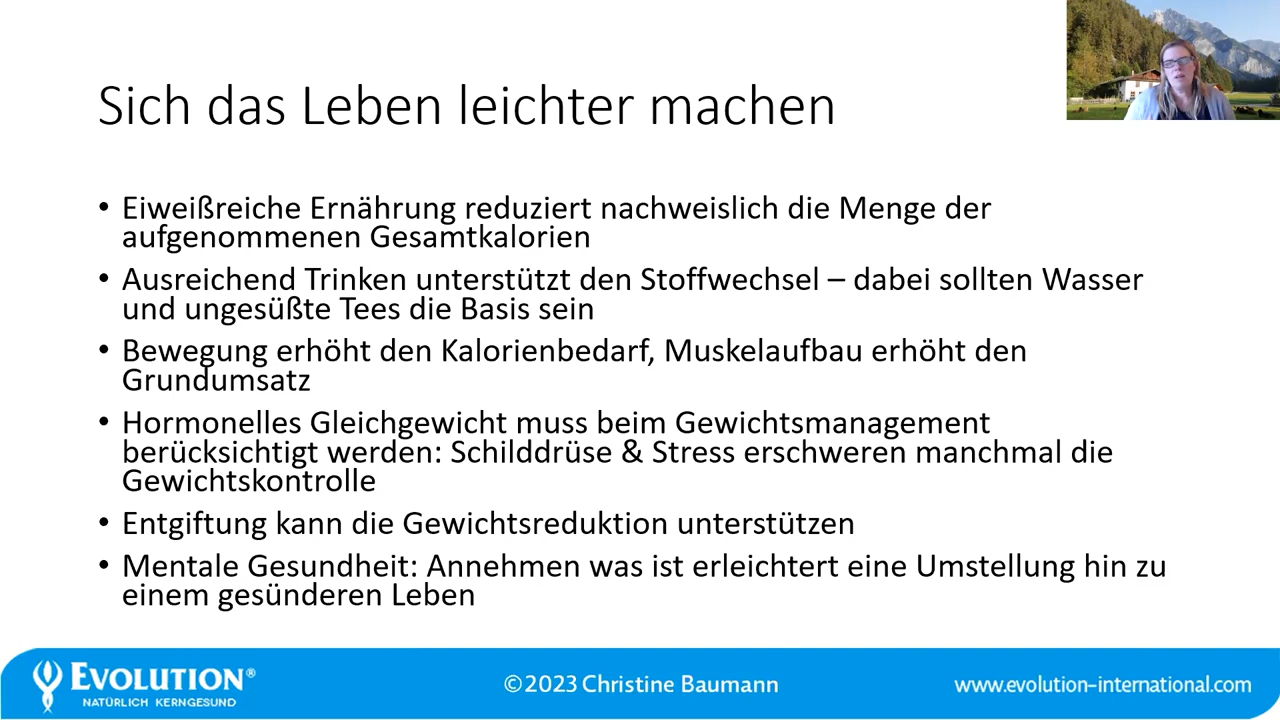 Sich das Leben leichter machen
• Eiweißreiche Ernährung reduziert nachweislich die Menge der
aufgenommenen Gesamtkalorien
• Ausreichend Trinken unterstützt den Stoffwechsel – dabei sollten Wasser
und ungesüßte Tees die Basis sein
• Bewegung erhöht den Kalorienbedarf, Muskelaufbau erhöht den
Grundumsatz
• Hormonelles Gleichgewicht muss beim Gewichtsmanagement
berücksichtigt werden: Schilddrüse & Stress erschweren manchmal die
Gewichtskontrolle
• Entgiftung kann die Gewichtsreduktion unterstützen
• Mentale Gesundheit: Annehmen was ist erleichtert eine Umstellung hin zu
einem gesünderen Leben
EVOLUTION®
NATÜRLICH KERNGESUND
©2023 Christine Baumann
www.evolution-international.com